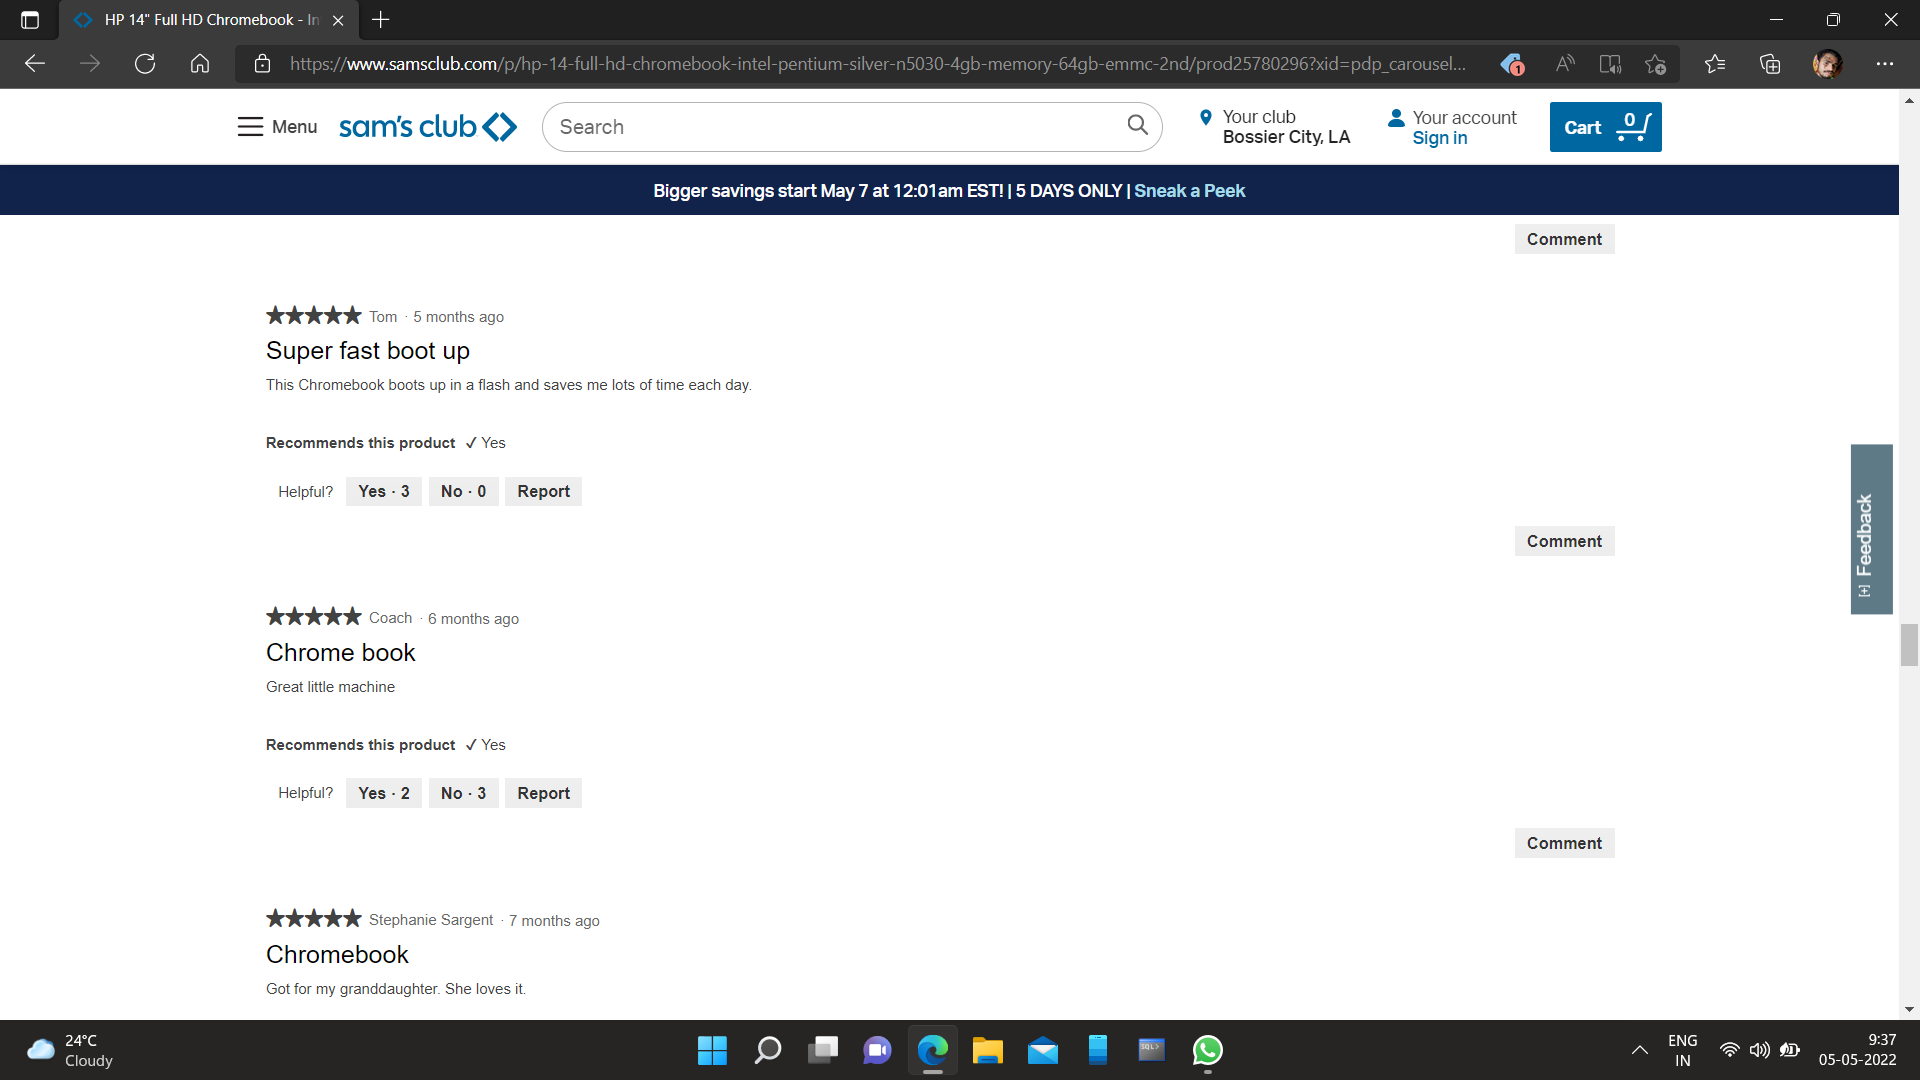 HP 14" Full HD Chromebook - In
https://www.samsclub.com/p/hp-14-full-hd-chromebook-intel-pentium-silver-n5030-4gb-memory-64gb-emmc-2nd/prod25780296?xid=pdp_carousel...
1
Menu
sam's club
Search
Your club
Bossier City, LA
Your account
Sign in
Cart
0
Bigger savings start May 7 at 12:01am EST! | 5 DAYS ONLY | Sneak a Peek
Comment
★★★★★ Tom · 5 months ago
Super fast boot up
This Chromebook boots up in a flash and saves me lots of time each day.
Recommends this product ✓ Yes
Helpful? Yes · 3 No · 0 Report
Comment
[+] Feedback
★★★★★ Coach · 6 months ago
Chrome book
Great little machine
Recommends this product ✓ Yes
Helpful? Yes · 2 No · 3 Report
Comment
★★★★★ Stephanie Sargent · 7 months ago
Chromebook
Got for my granddaughter. She loves it.
24°C
Cloudy
SQL>
ENG
IN
9:37
05-05-2022